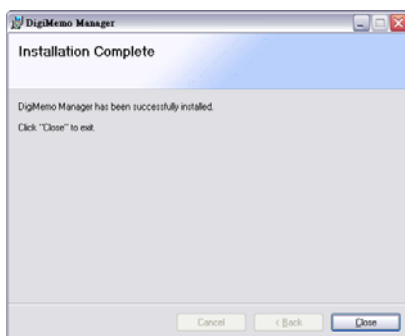 DigiMemo Manager
Installation Complete
DigiMemo Manager has been successfully installed.
Click "Close" to exit.
Cancel < Back Close